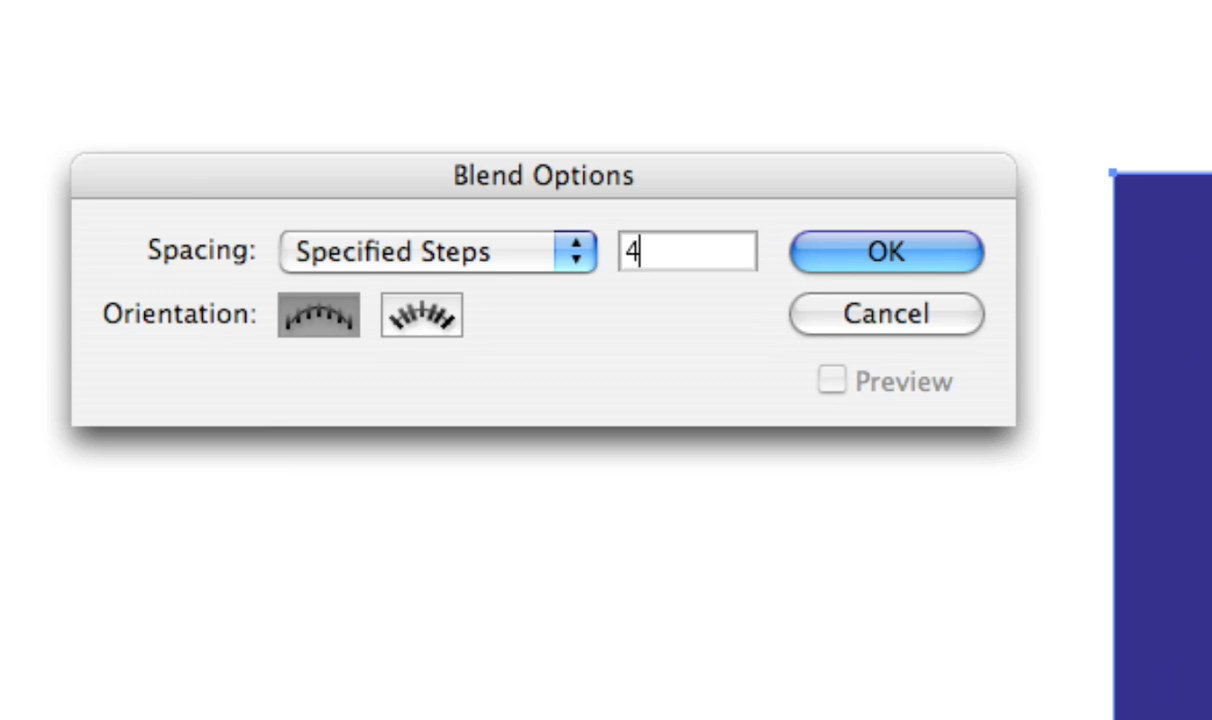 Blend Options
Spacing: Specified Steps 4 OK
Orientation: Cancel
Preview